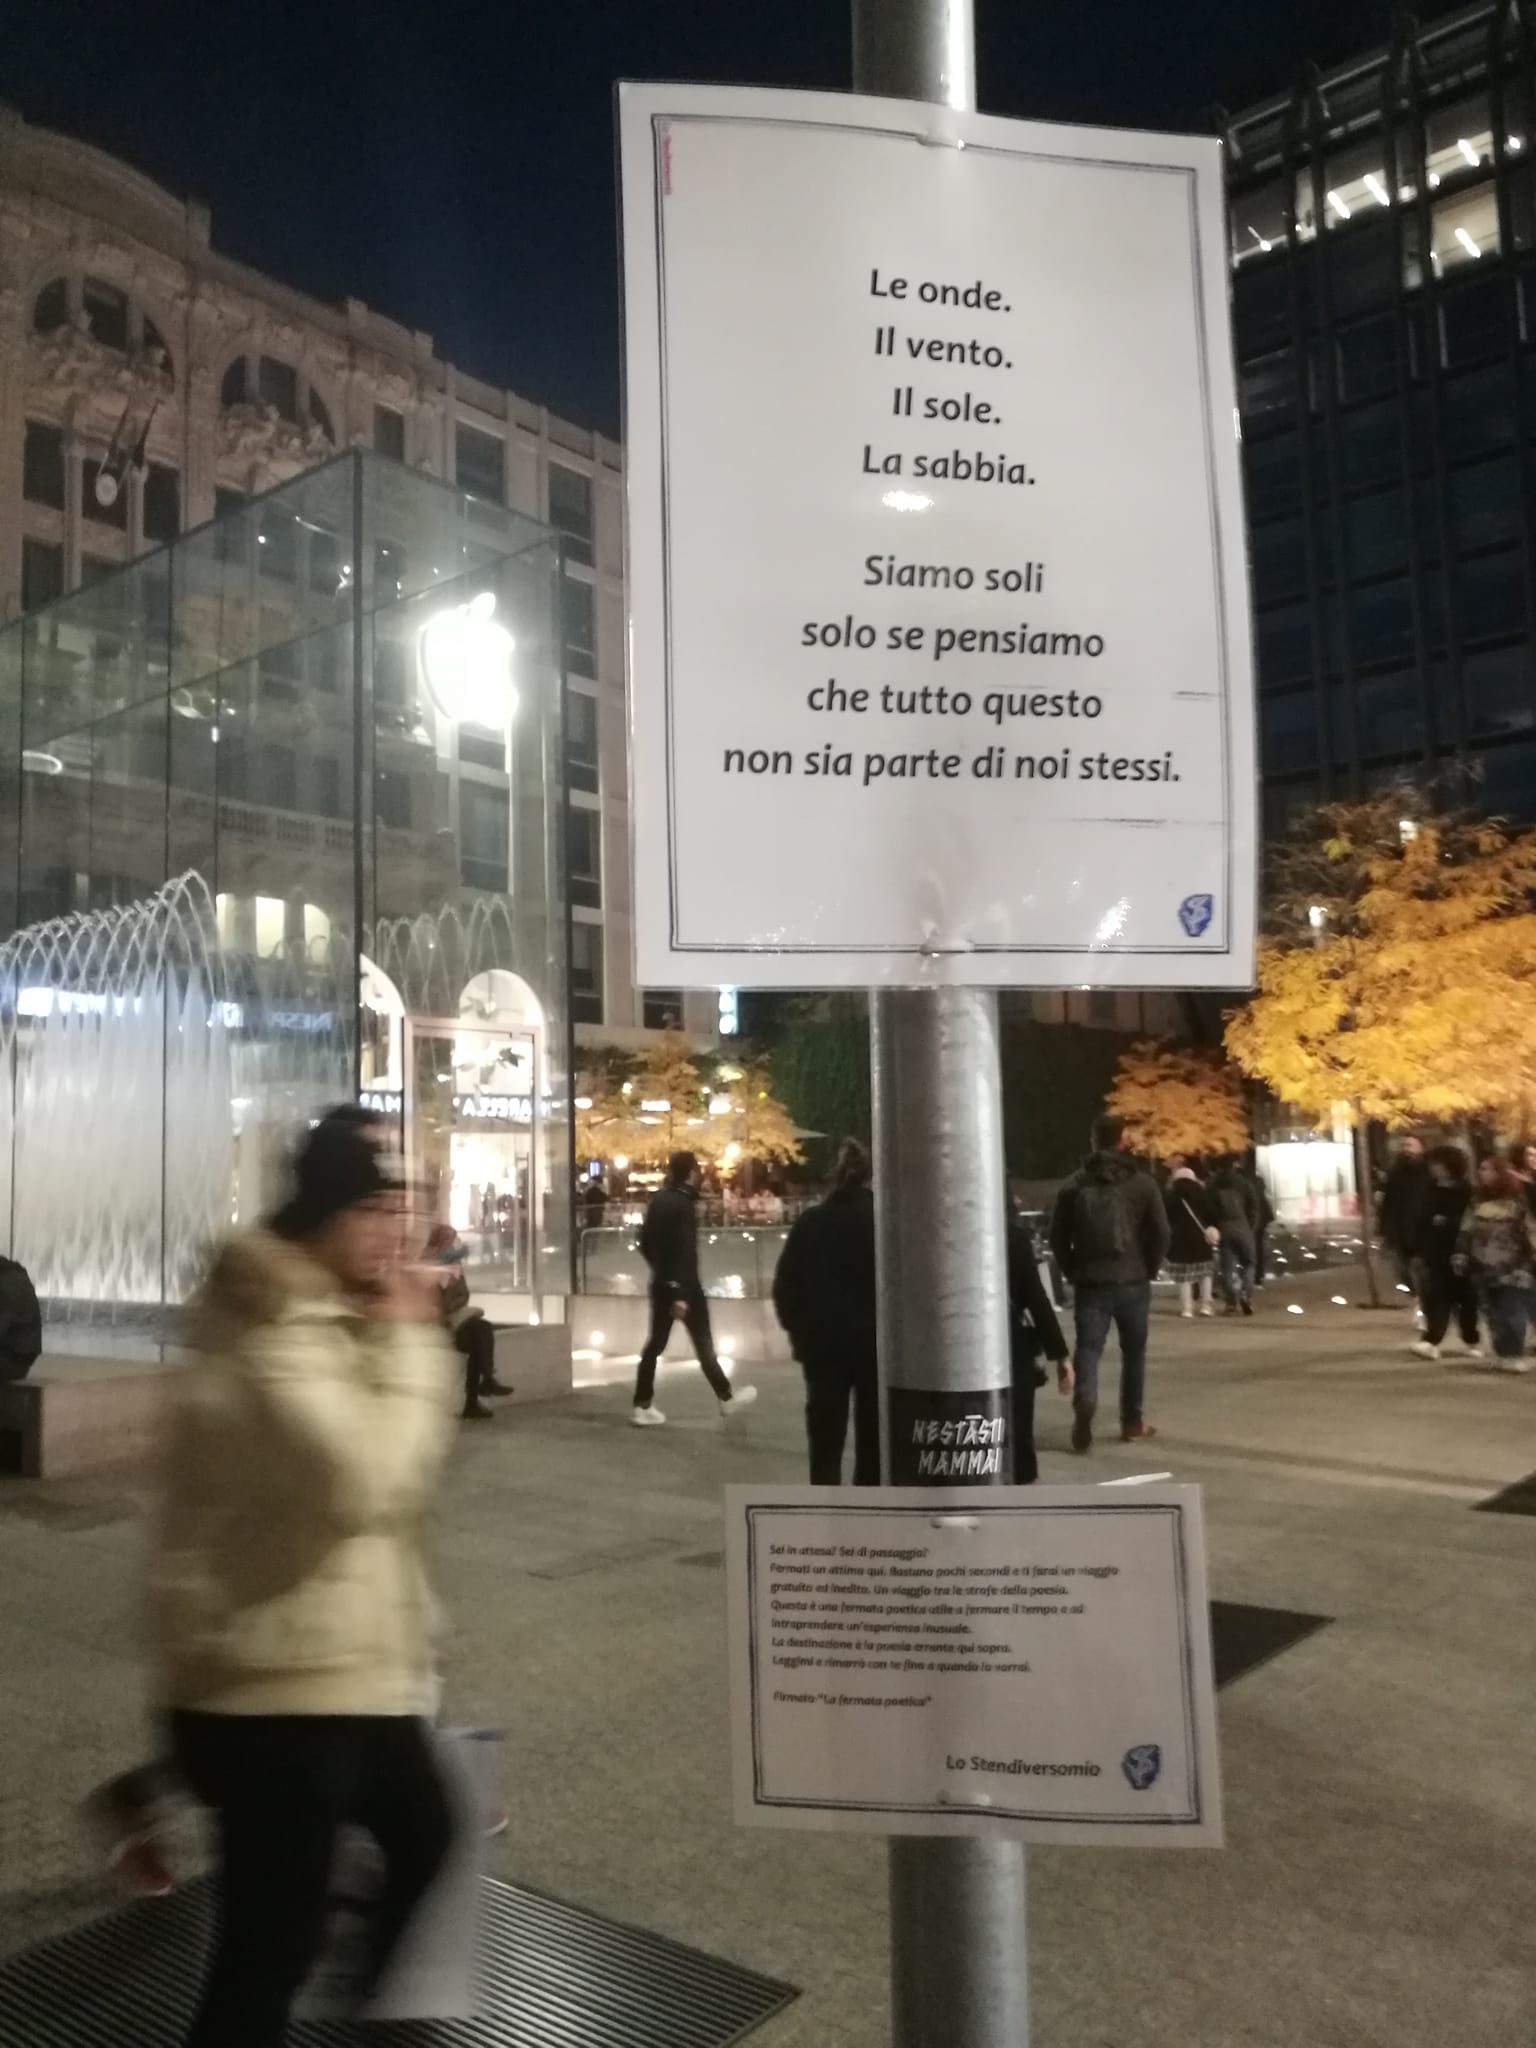 Le onde.
Il vento.
Il sole.
La sabbia.
Siamo soli
solo se pensiamo
che tutto questo
non sia parte di noi stessi.
NESTĀSTI
MAMMAI
Sei in attesa? Sei di passaggio?
Fermati un attimo qui. Bastano pochi secondi e ti farai un viaggio
gratuito ed inedito. Un viaggio tra le strofe della poesia.
Questa è una fermata poetica utile a fermare il tempo e ad
intraprendere un'esperienza inusuale.
La destinazione è la poesia errante qui sopra.
Leggimi e rimarrò con te fino a quando lo vorrai.
Firmato "La fermata poetica"
Lo Stendiversomio